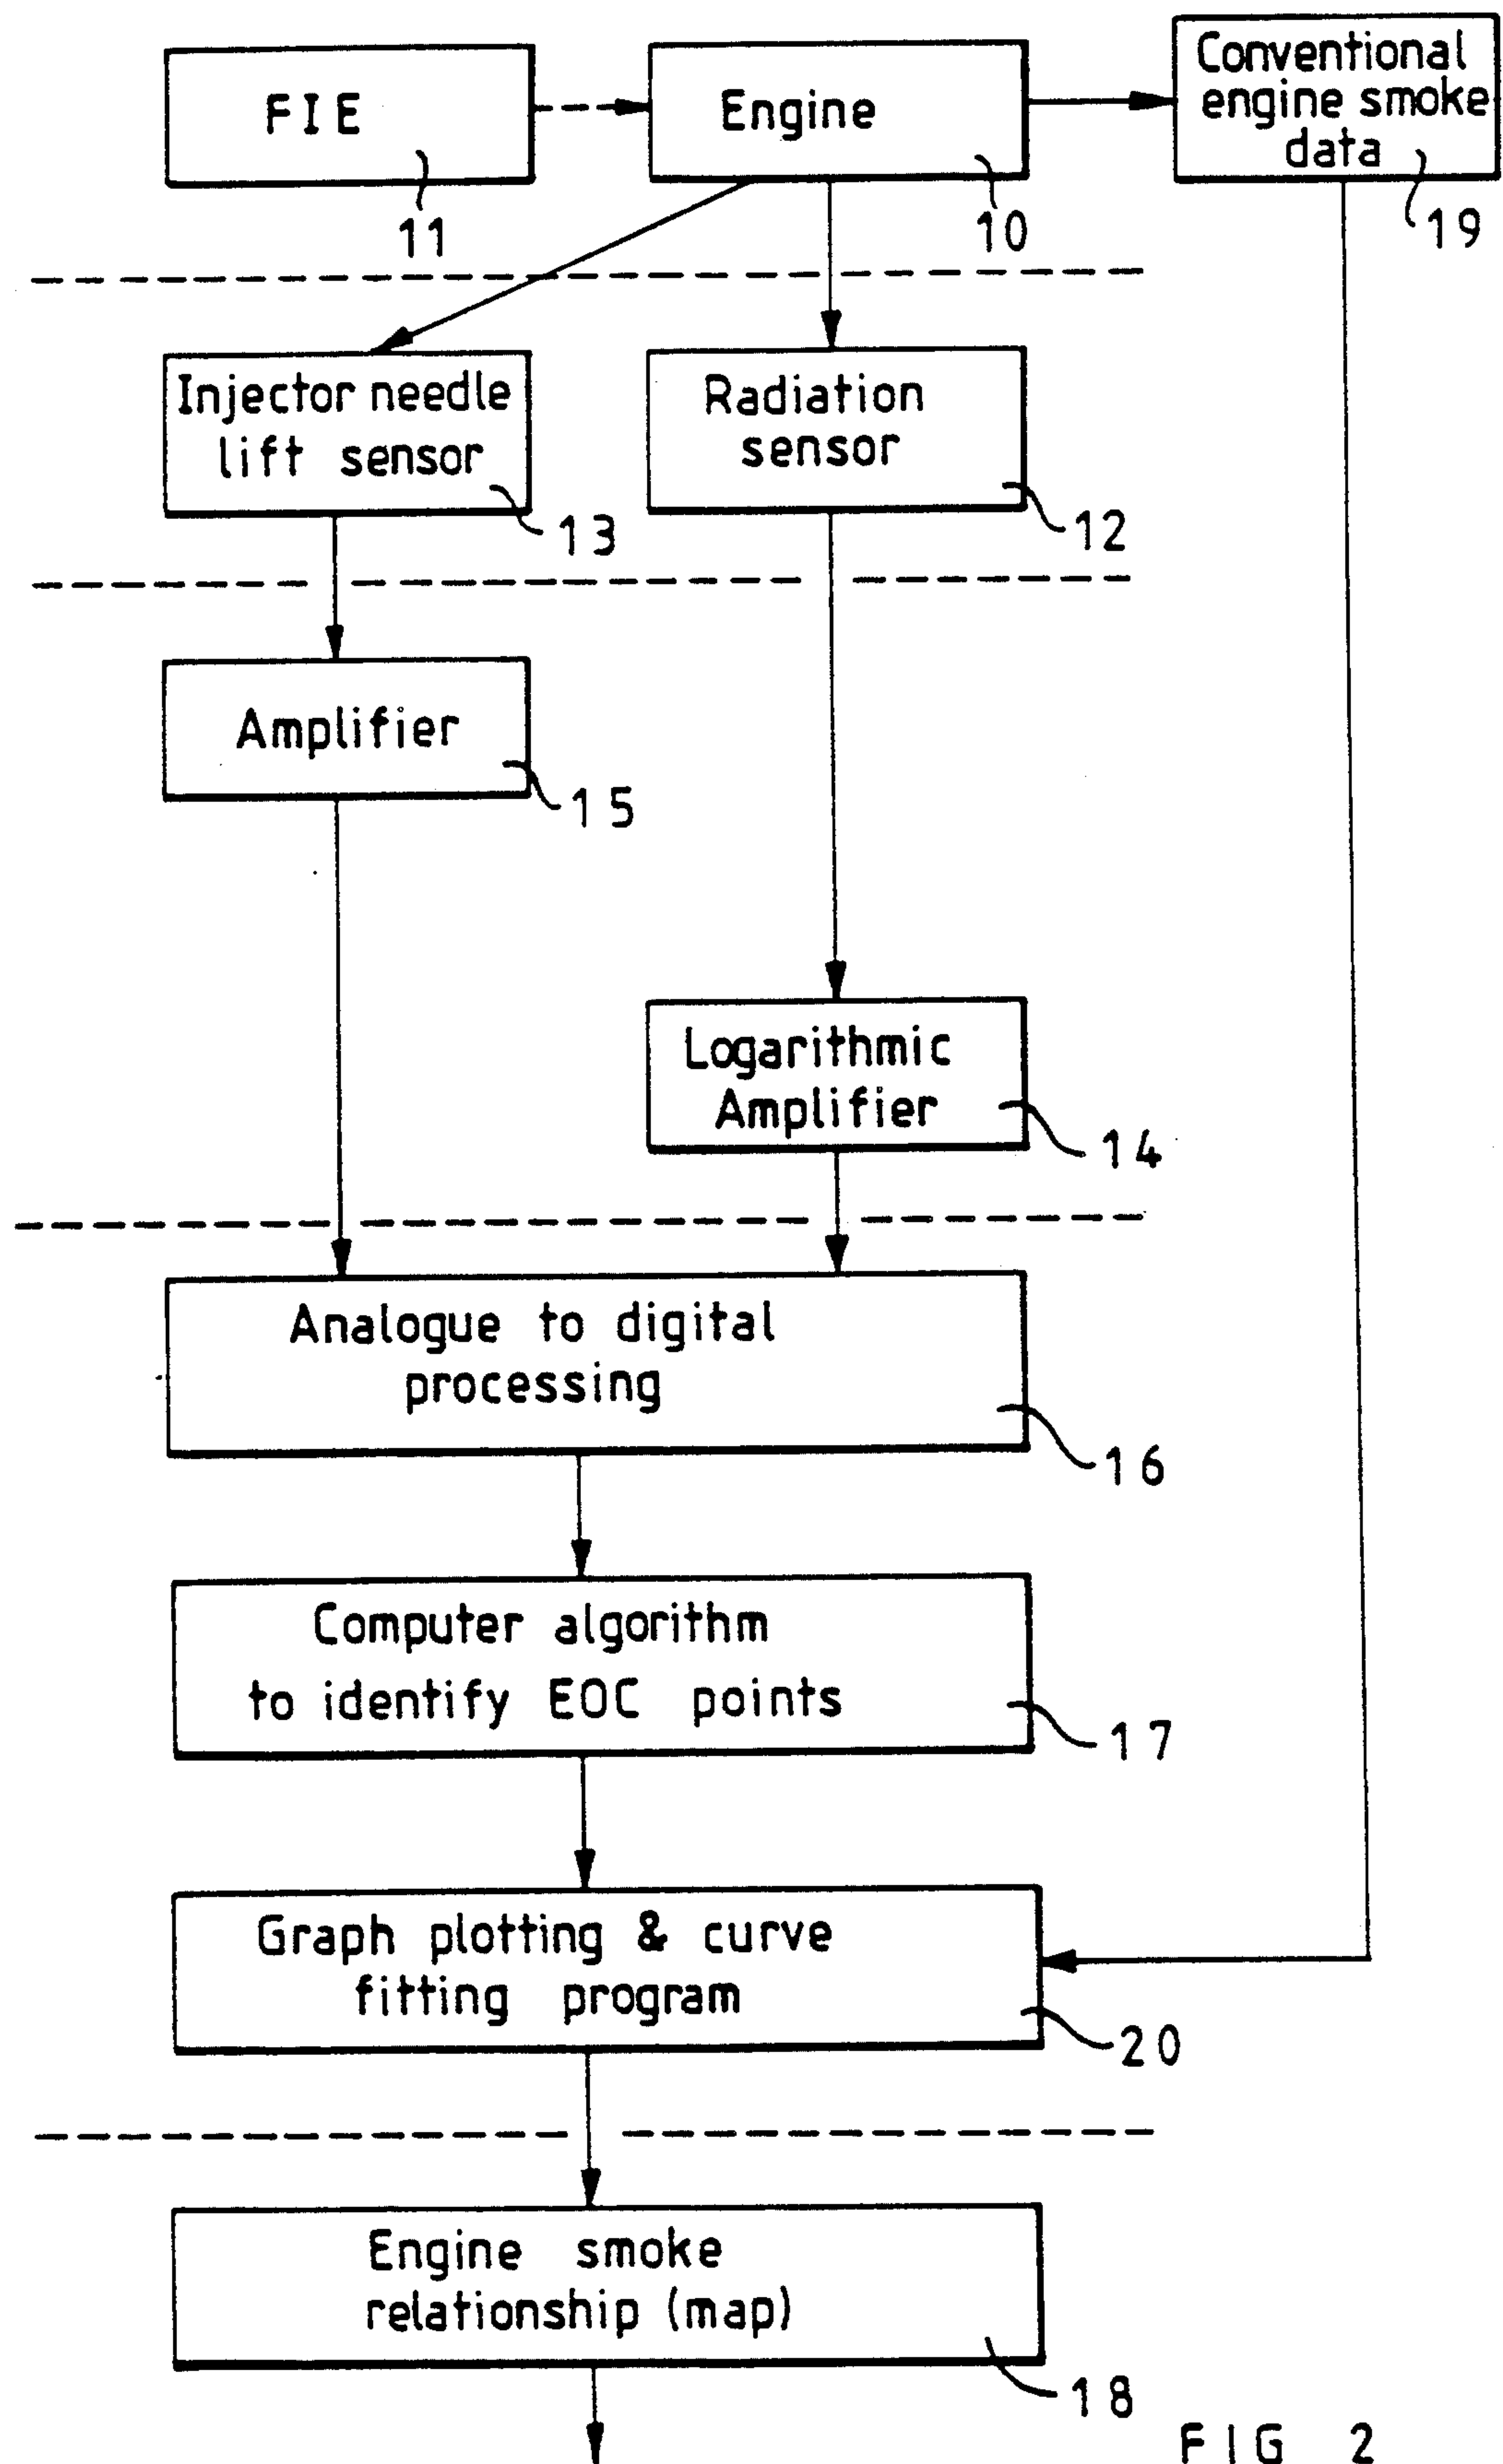 FIE
11
Engine
10
Conventional
engine smoke
data
19
Injector needle
lift sensor
13
Radiation
sensor
12
Amplifier
15
Logarithmic
Amplifier
14
Analogue to digital
processing
16
Computer algorithm
to identify EOC points
17
Graph plotting & curve
fitting program
20
Engine smoke
relationship (map)
18
FIG 2